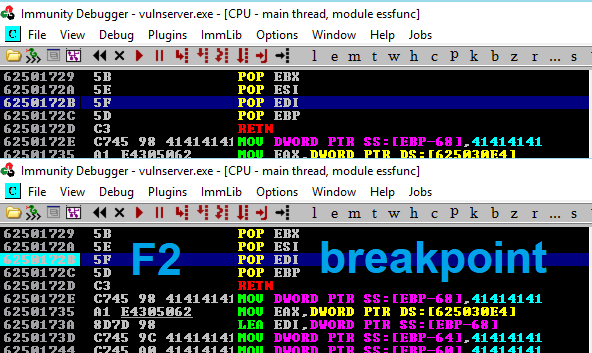 Immunity Debugger - vulnserver.exe - [CPU - main thread, module essfunc]
C File View Debug Plugins ImmLib Options Window Help Jobs
l e m t w h c p k b z r ... s
62501729 5B POP EBX
6250172A 5E POP ESI
6250172B 5F POP EDI
6250172C 5D POP EBP
6250172D C3 RETN
6250172E C745 98 41414141 MOV DWORD PTR SS:[EBP-68],41414141
62501735 A1 E4305062 MOV EAX,DWORD PTR DS:[625030E4]
Immunity Debugger - vulnserver.exe - [CPU - main thread, module essfunc]
C File View Debug Plugins ImmLib Options Window Help Jobs
l e m t w h c p k b z r ... s
62501729 5B POP EBX
6250172A 5E POP ESI
6250172B 5F POP EDI
6250172C 5D POP EBP
6250172D C3 RETN
F2 breakpoint
6250172E C745 98 41414141 MOV DWORD PTR SS:[EBP-68],41414141
62501735 A1 E4305062 MOV EAX,DWORD PTR DS:[625030E4]
6250173A 8D7D 98 LEA EDI,DWORD PTR SS:[EBP-68]
6250173D C745 9C 41414141 MOV DWORD PTR SS:[EBP-64],41414141
62501744 C745 A0 41414141 MOV DWORD PTR SS:[EBP-60],41414141